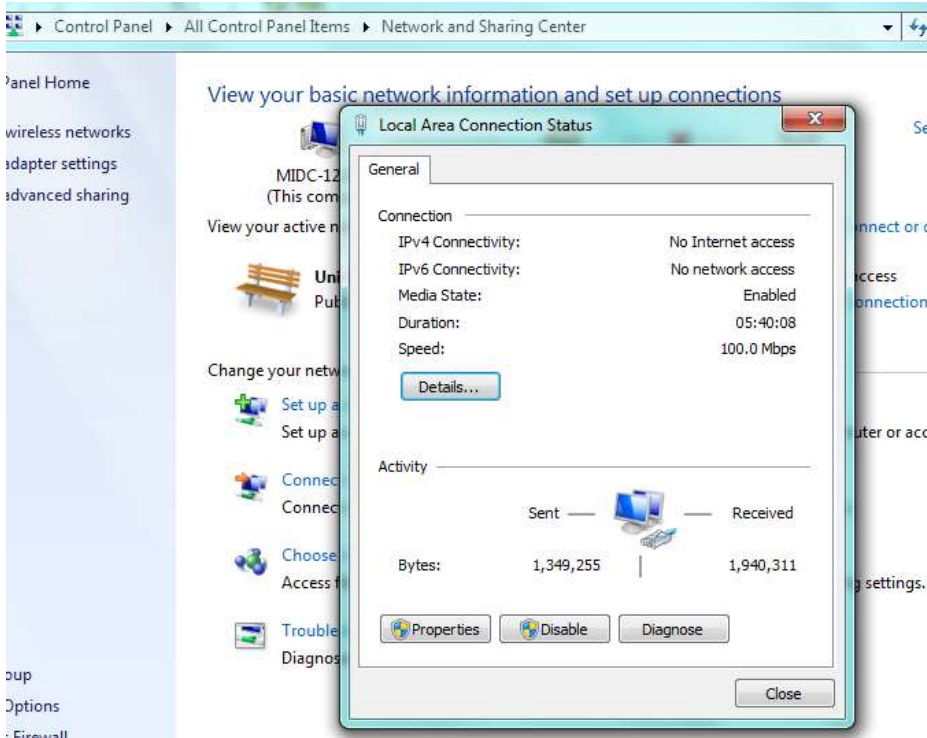 Control Panel ▸ All Control Panel Items ▸ Network and Sharing Center
Panel Home
wireless networks
adapter settings
advanced sharing
View your basic network information and set up connections
MIDC-12
(This com
View your active n
nnect or
Uni
Pub
ccess
onnection
Change your netw
Set up a
Set up a
uter or acc
Connec
Connec
Choose
Access f
g settings.
Trouble
Diagnos
oup
Options
Firewall
Local Area Connection Status
General
Connection
IPv4 Connectivity: No Internet access
IPv6 Connectivity: No network access
Media State: Enabled
Duration: 05:40:08
Speed: 100.0 Mbps
Details...
Activity
Sent — Received
Bytes: 1,349,255 | 1,940,311
Properties Disable Diagnose
Close